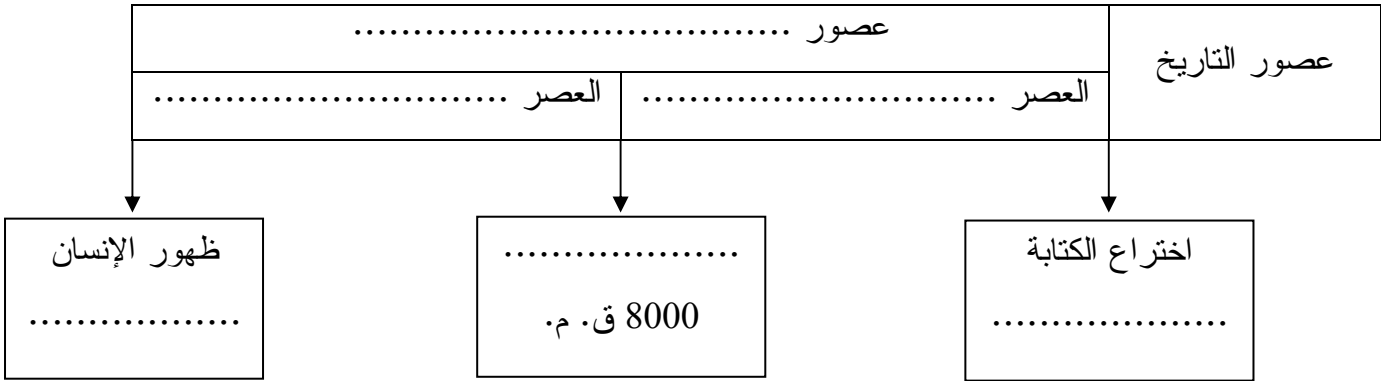 عصور التاريخ
عصور .....................................
العصر ..............................
العصر ..............................
اختراع الكتابة
....................
....................
8000 ق. م.
ظهور الإنسان
..................